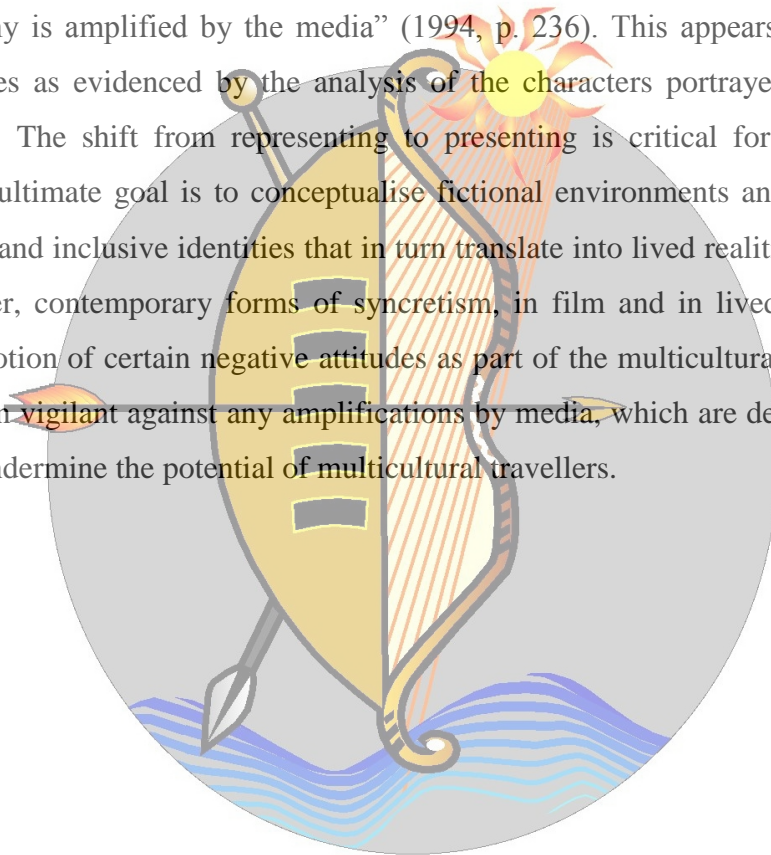 ny is amplified by the media” (1994, p. 236). This appears
es as evidenced by the analysis of the characters portraye
The shift from representing to presenting is critical for
ultimate goal is to conceptualise fictional environments an
and inclusive identities that in turn translate into lived realit
er, contemporary forms of syncretism, in film and in lived
otion of certain negative attitudes as part of the multicultura
n vigilant against any amplifications by media, which are de
ndermine the potential of multicultural travellers.